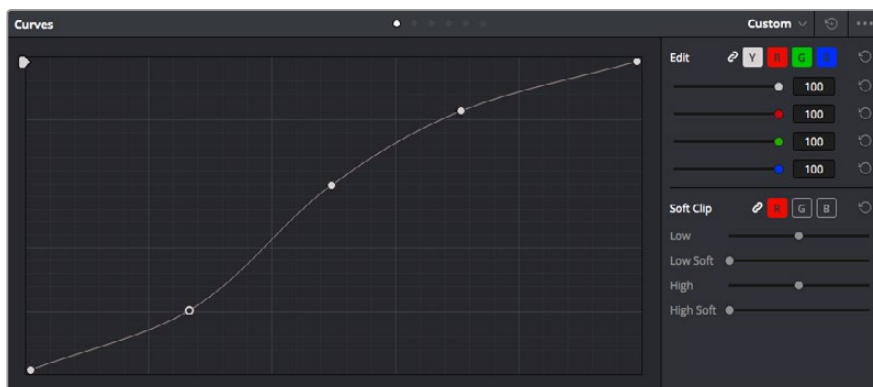 Curves Custom
Edit Y R G B
100
100
100
100
Soft Clip R G B
Low
Low Soft
High
High Soft